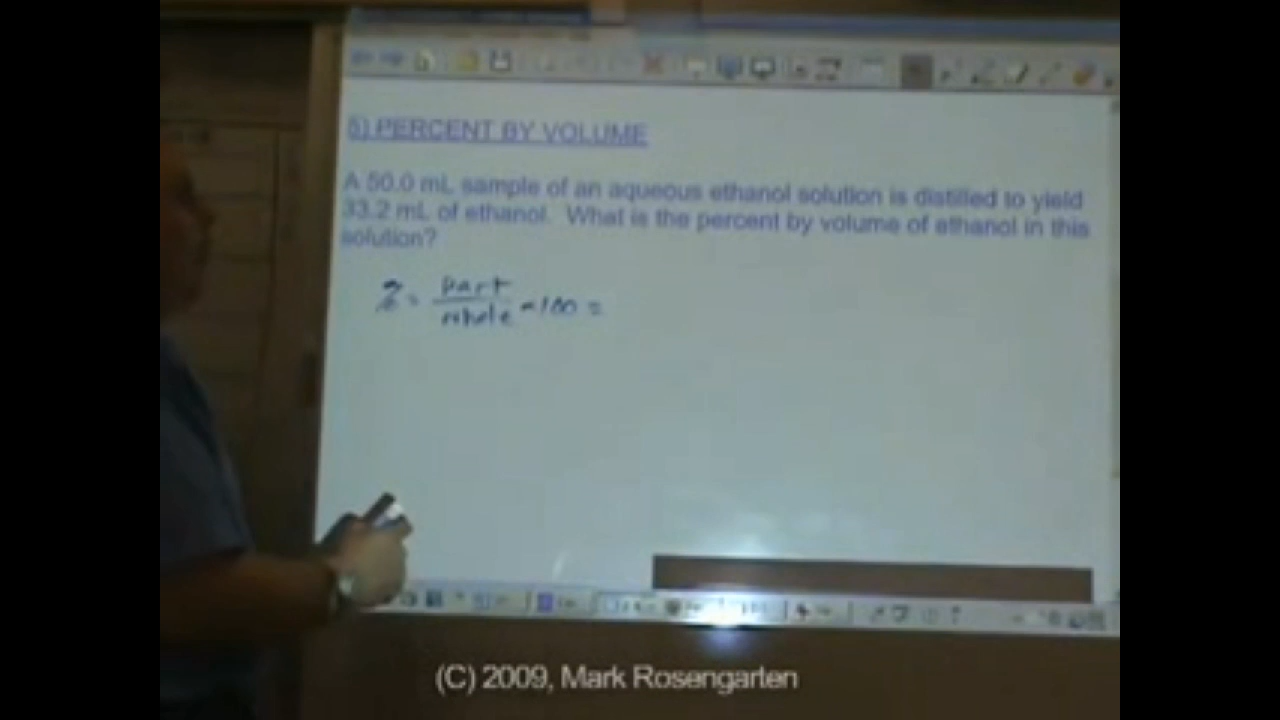 5) PERCENT BY VOLUME
A 50.0 mL sample of an aqueous ethanol solution is distilled to yield
33.2 mL of ethanol. What is the percent by volume of ethanol in this
solution?
% = part
whole × 100 =
(C) 2009, Mark Rosengarten